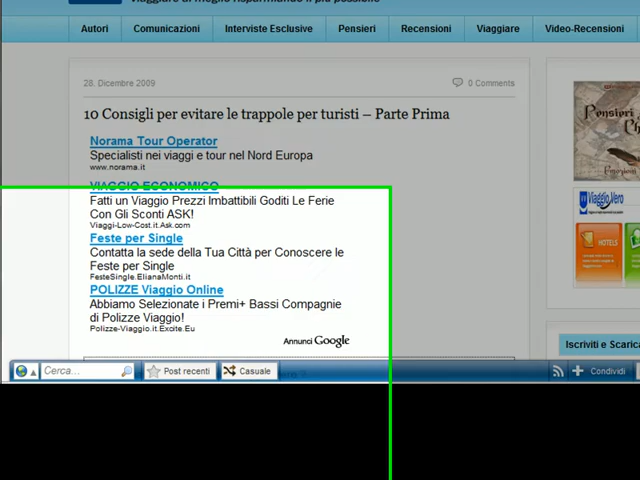 Viaggiare di meglio risparmiando il più possibile
Autori Comunicazioni Interviste Esclusive Pensieri Recensioni Viaggiare Video-Recensioni
28. Dicembre 2009
0 Comments
10 Consigli per evitare le trappole per turisti – Parte Prima
Norama Tour Operator
Specialisti nei viaggi e tour nel Nord Europa
www.norama.it
VIAGGIO ECONOMICO
Fatti un Viaggio Prezzi Imbattibili Goditi Le Ferie
Con Gli Sconti ASK!
Viaggi-Low-Cost.it.Ask.com
Feste per Single
Contatta la sede della Tua Città per Conoscere le
Feste per Single
FesteSingle.ElianaMonti.it
POLIZZE Viaggio Online
Abbiamo Selezionate i Premi+ Bassi Compagnie
di Polizze Viaggio!
Polizze-Viaggio.it.Excite.Eu
Annunci Google
Pensieri
Viaggio Vero
HOTELS
Iscriviti e Scarica
Cerca...
Post recenti
Casuale
Condividi